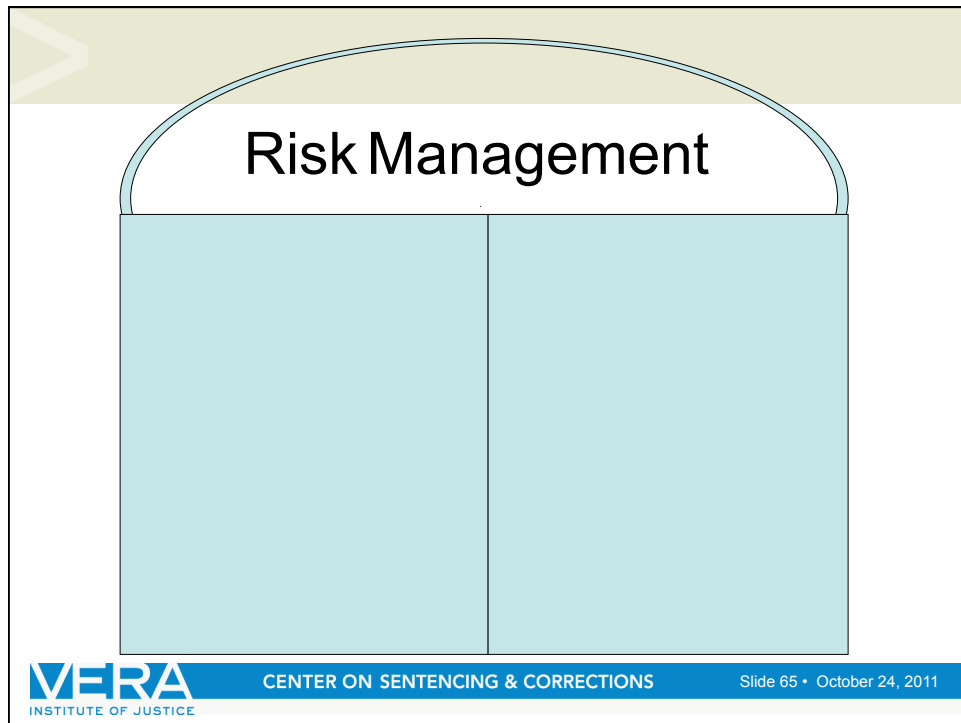 Risk Management
VERA
INSTITUTE OF JUSTICE
CENTER ON SENTENCING & CORRECTIONS
Slide 65 • October 24, 2011